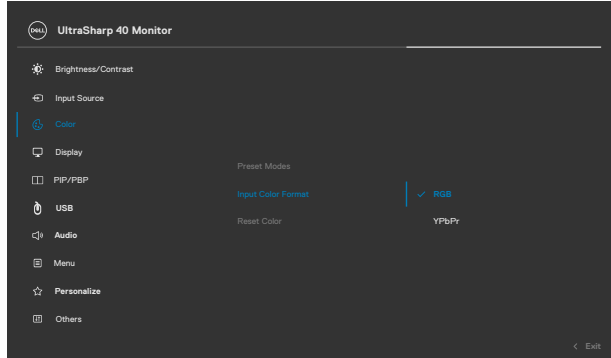 DELL UltraSharp 40 Monitor
Brightness/Contrast
Input Source
Color
Display
PIP/PBP
USB
Audio
Menu
Personalize
Others
Preset Modes
Input Color Format
Reset Color
RGB
YPbPr
< Exit